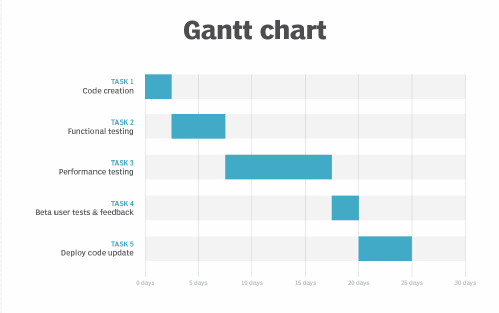 Gantt chart
TASK 1
Code creation
TASK 2
Functional testing
TASK 3
Performance testing
TASK 4
Beta user tests & feedback
TASK 5
Deploy code update
0 days 5 days 10 days 15 days 20 days 25 days 30 days